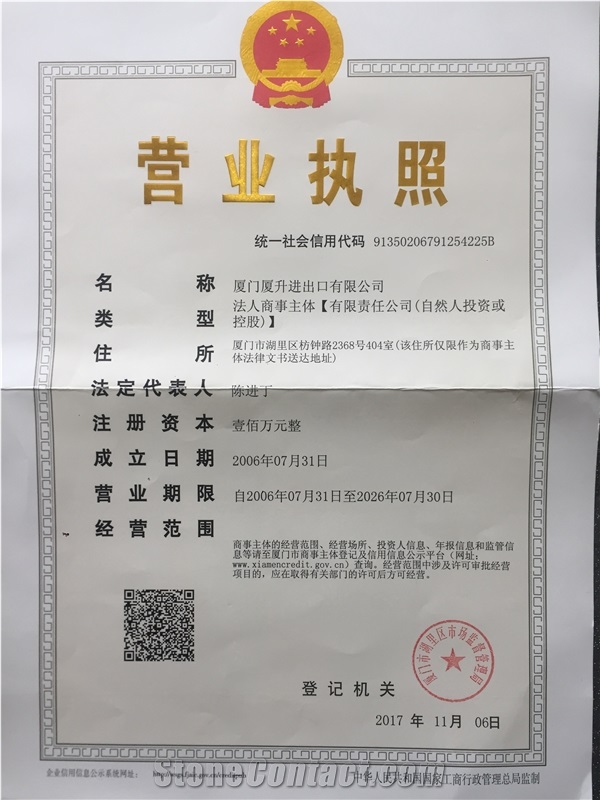 营业执照
统一社会信用代码 91350206791254225B
名称 厦门厦升进出口有限公司
类型 法人商事主体【有限责任公司(自然人投资或
控股)】
住所 厦门市湖里区枋钟路2368号404室(该住所仅限作为商事主
体法律文书送达地址)
法定代表人 陈进丁
注册资本 壹佰万元整
成立日期 2006年07月31日
营业期限 自2006年07月31日至2026年07月30日
经营范围
商事主体的经营范围、经营场所、投资人信息、年报信息和监管信
息等请至厦门市商事主体登记及信用信息公示平台（网址:
www.xiamencredit.gov.cn）查询。经营范围中涉及许可审批经营
项目的，应在取得有关部门的许可后方可经营。
厦门市湖里区市场监督管理局
登记机关
2017 年 11月 06日
企业信用信息公示系统网址:
中华人民共和国国家工商行政管理总局监制
StoneContact.com